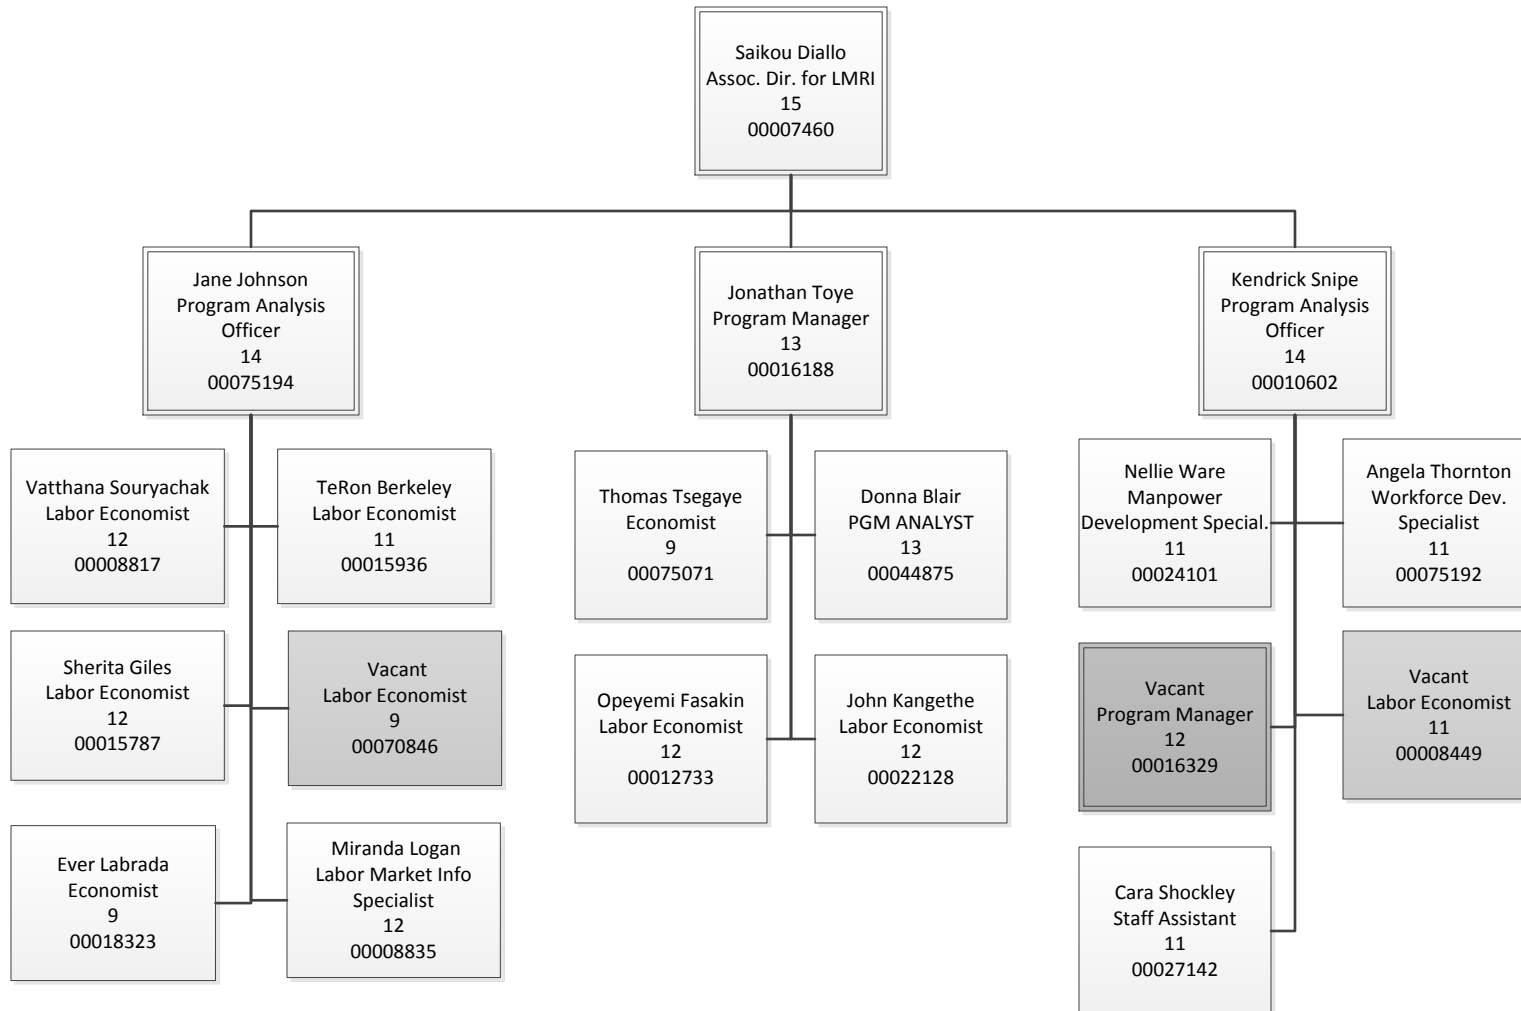 Saikou Diallo
Assoc. Dir. for LMRI
15
00007460
Jane Johnson
Program Analysis
Officer
14
00075194
Jonathan Toye
Program Manager
13
00016188
Kendrick Snipe
Program Analysis
Officer
14
00010602
Vatthana Souryachak
Labor Economist
12
00008817
TeRon Berkeley
Labor Economist
11
00015936
Thomas Tsegaye
Economist
9
00075071
Donna Blair
PGM ANALYST
13
00044875
Nellie Ware
Manpower
Development Special.
11
00024101
Angela Thornton
Workforce Dev.
Specialist
11
00075192
Sherita Giles
Labor Economist
12
00015787
Vacant
Labor Economist
9
00070846
Opeyemi Fasakin
Labor Economist
12
00012733
John Kangethe
Labor Economist
12
00022128
Vacant
Program Manager
12
00016329
Vacant
Labor Economist
11
00008449
Ever Labrada
Economist
9
00018323
Miranda Logan
Labor Market Info
Specialist
12
00008835
Cara Shockley
Staff Assistant
11
00027142